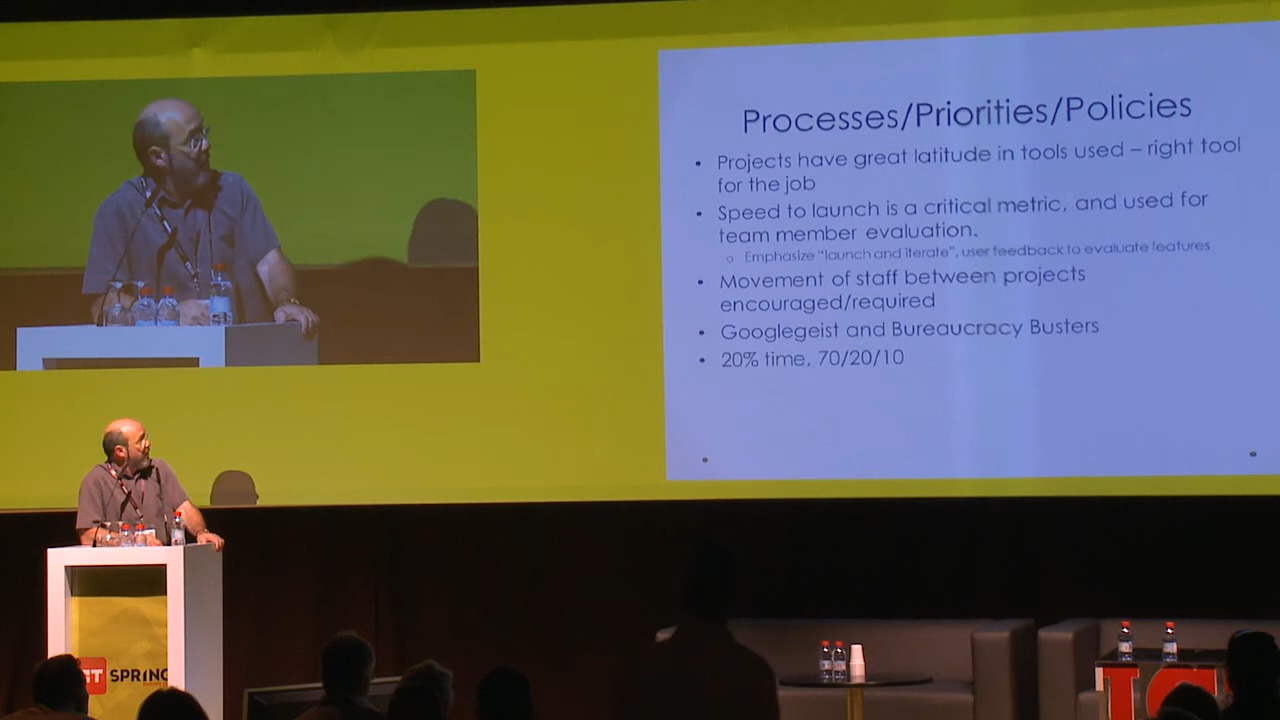 Processes/Priorities/Policies
• Projects have great latitude in tools used – right tool
for the job
• Speed to launch is a critical metric, and used for
team member evaluation.
o Emphasize "launch and iterate", user feedback to evaluate features
• Movement of staff between projects
encouraged/required
• Googlegeist and Bureaucracy Busters
• 20% time, 70/20/10
SPRING